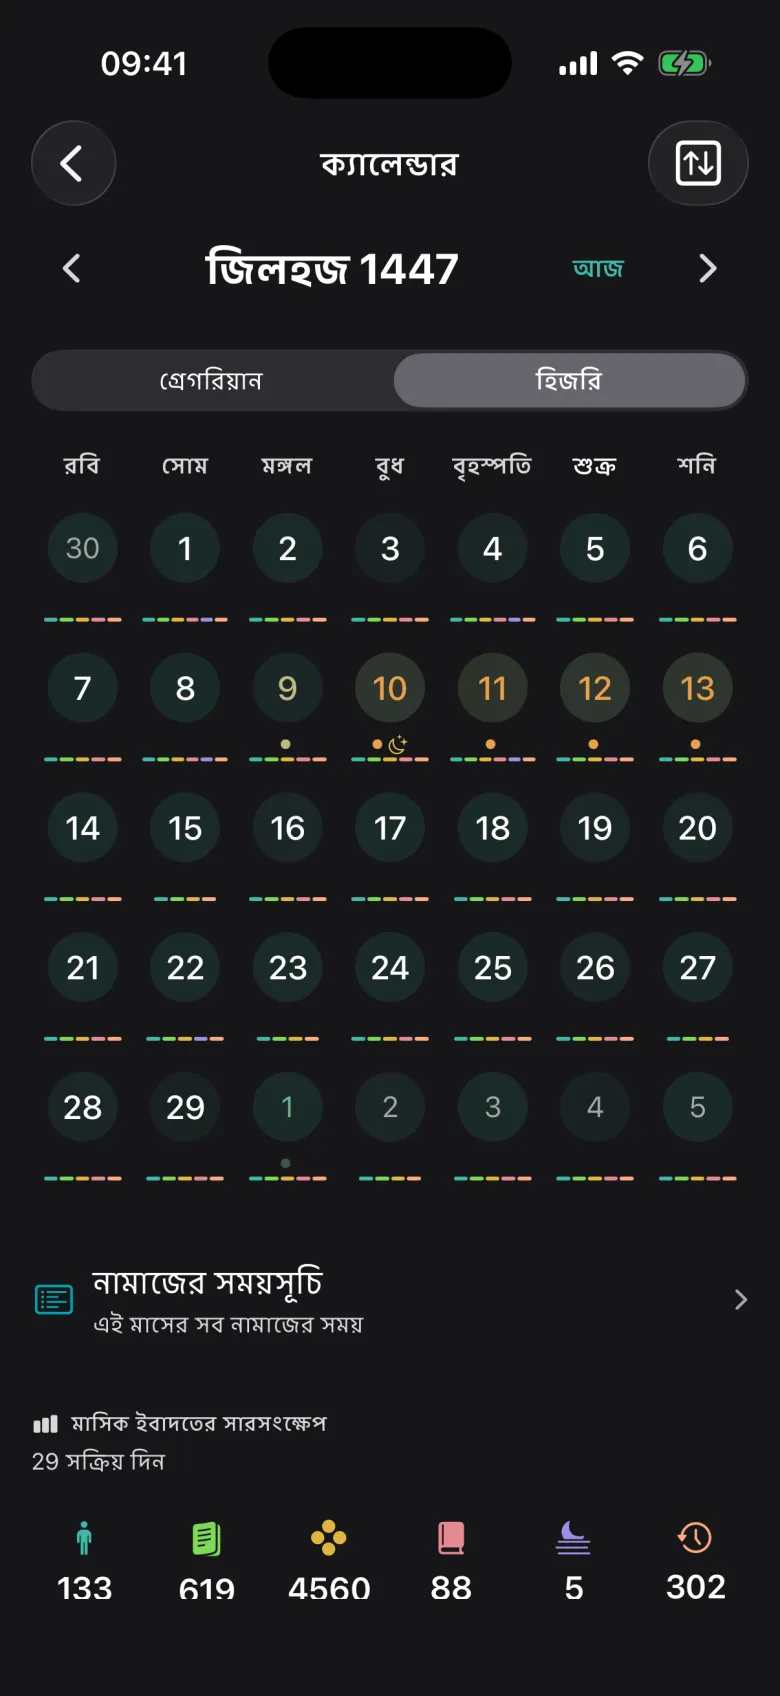 09:41
ক্যালেন্ডার
জিলহজ 1447
আজ
গ্রেগরিয়ান
হিজরি
রবি সোম মঙ্গল বুধ বৃহস্পতি শুক্র শনি
30 1 2 3 4 5 6
7 8 9 10 11 12 13
14 15 16 17 18 19 20
21 22 23 24 25 26 27
28 29 1 2 3 4 5
নামাজের সময়সূচি
এই মাসের সব নামাজের সময়
মাসিক ইবাদতের সারসংক্ষেপ
29 সক্রিয় দিন
133 619 4560 88 5 302